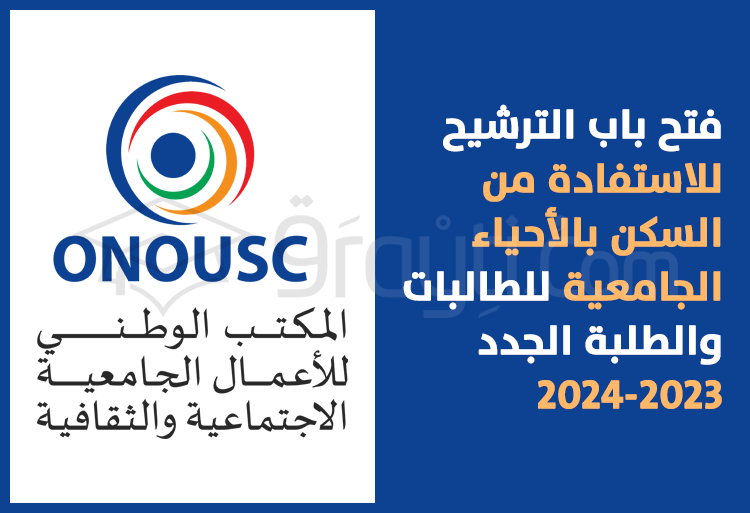 فتح باب الترشيح
للاستفادة من
السكن بالأحياء
الجامعية للطالبات
والطلبة الجدد
2024-2023
ONOUSC
المكتب الوطني
للأعمال الجامعية
الاجتماعية والثقافية
.com